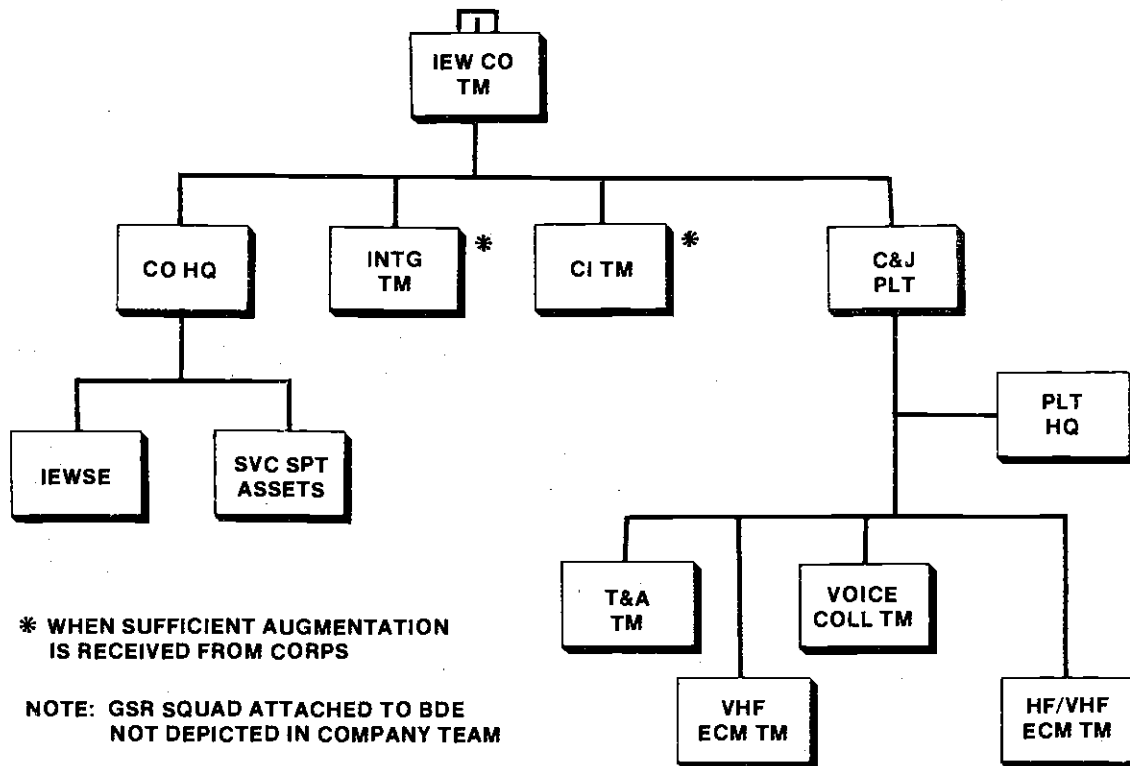 IEW CO
TM
CO HQ
INTG
TM
*
CI TM
*
C&J
PLT
PLT
HQ
IEWSE
SVC SPT
ASSETS
T&A
TM
VOICE
COLL TM
VHF
ECM TM
HF/VHF
ECM TM
* WHEN SUFFICIENT AUGMENTATION
IS RECEIVED FROM CORPS
NOTE: GSR SQUAD ATTACHED TO BDE
NOT DEPICTED IN COMPANY TEAM